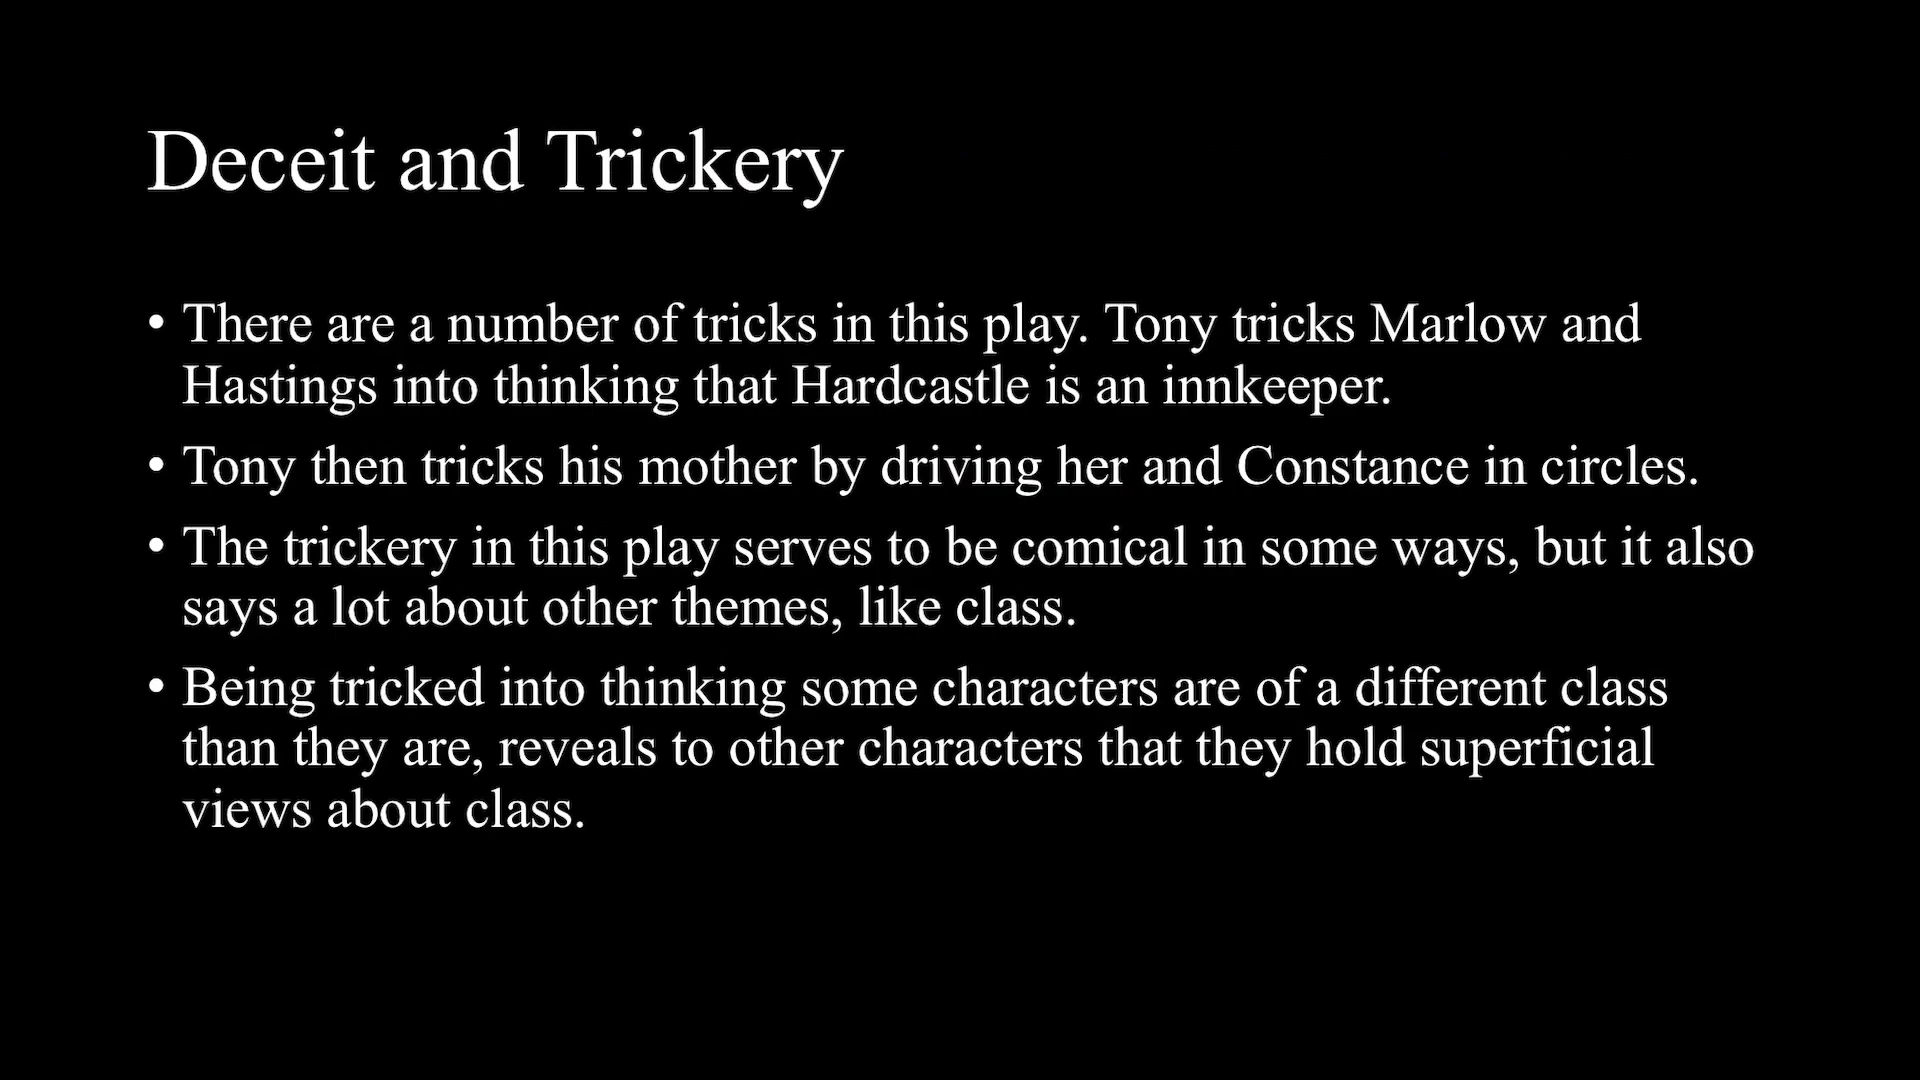 Deceit and Trickery
• There are a number of tricks in this play. Tony tricks Marlow and
Hastings into thinking that Hardcastle is an innkeeper.
• Tony then tricks his mother by driving her and Constance in circles.
• The trickery in this play serves to be comical in some ways, but it also
says a lot about other themes, like class.
• Being tricked into thinking some characters are of a different class
than they are, reveals to other characters that they hold superficial
views about class.